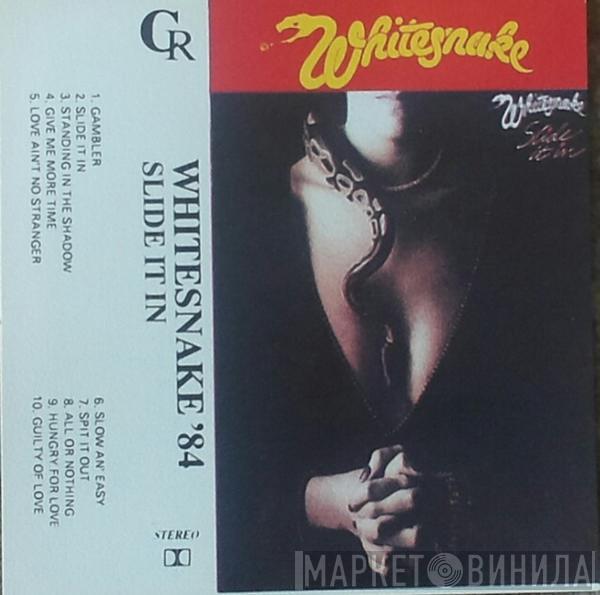 CR
1. GAMBLER
2. SLIDE IT IN
3. STANDING IN THE SHADOW
4. GIVE ME MORE TIME
5. LOVE AIN'T NO STRANGER
WHITESNAKE '84
SLIDE IT IN
6. SLOW AN' EASY
7. SPIT IT OUT
8. ALL OR NOTHING
9. HUNGRY FOR LOVE
10. GUILTY OF LOVE
STEREO
Whitesnake
Whitesnake
Slide
it in
МАРКЕТ ВИНИЛА